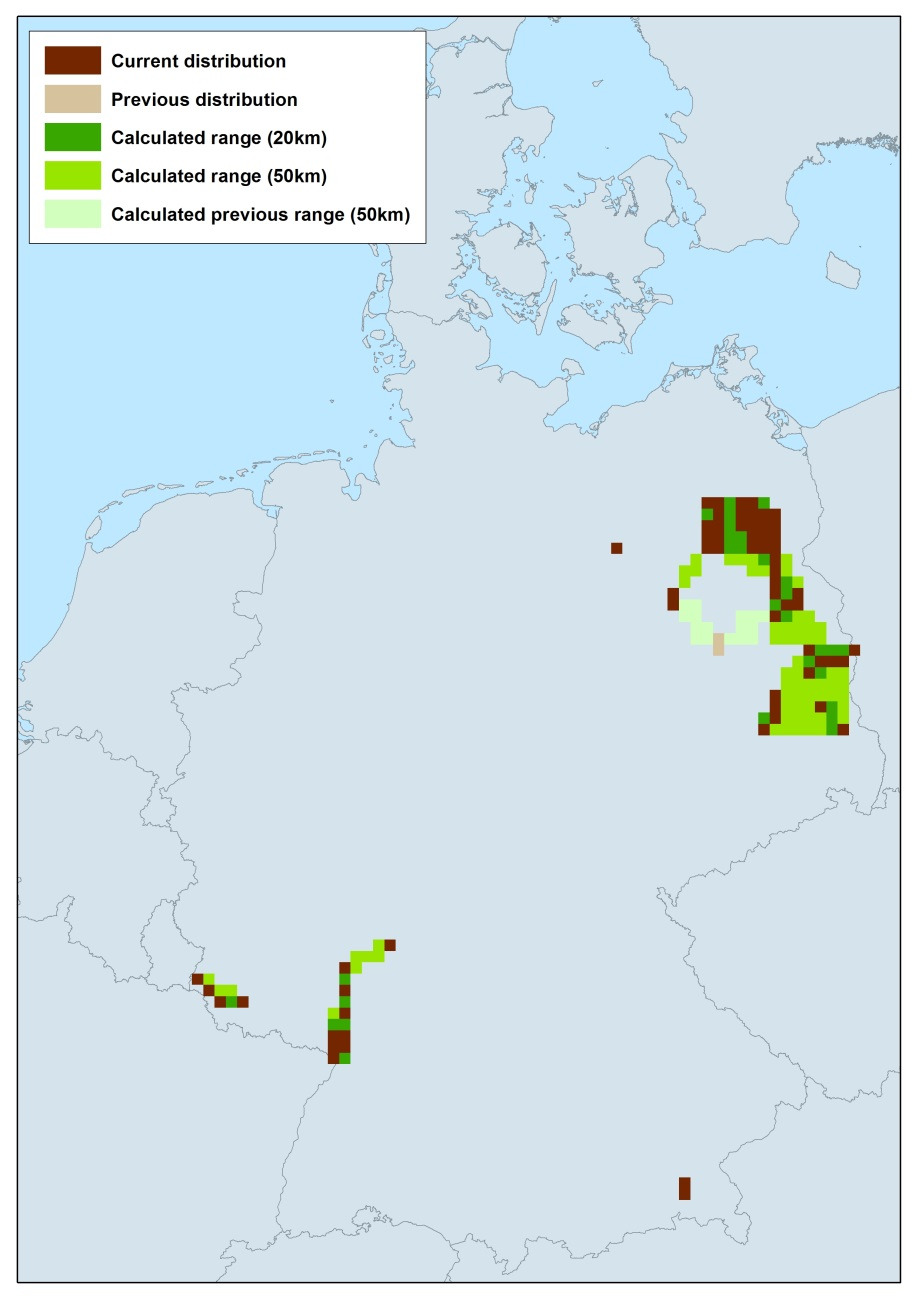 Current distribution
Previous distribution
Calculated range (20km)
Calculated range (50km)
Calculated previous range (50km)